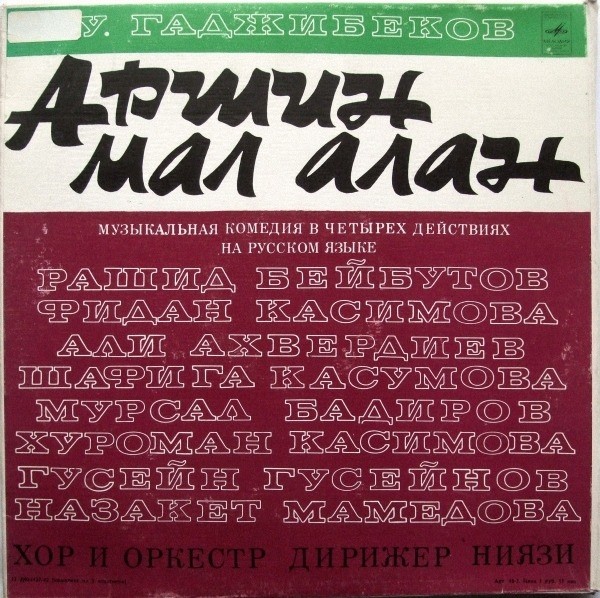 У. ГАДЖИБЕКОВ
Аршин
мал алан
МУЗЫКАЛЬНАЯ КОМЕДИЯ В ЧЕТЫРЕХ ДЕЙСТВИЯХ
НА РУССКОМ ЯЗЫКЕ
РАШИД БЕЙБУТОВ
ФИДАН КАСИМОВА
АЛИ АХВЕРДИЕВ
ШАФИГА КАСУМОВА
МУРСАЛ БАДИРОВ
ХУРОМАН КАСИМОВА
ГУСЕЙН ГУСЕЙНОВ
НАЗАКЕТ МАМЕДОВА
ХОР И ОРКЕСТР ДИРИЖЕР НИЯЗИ